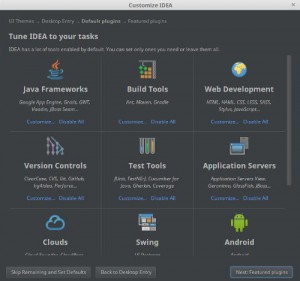 Customize IDEA
UI Themes → Desktop Entry → Default plugins → Featured plugins
Tune IDEA to your tasks
IDEA has a lot of tools enabled by default. You can set only ones you need or leave them all.
Java Frameworks
Google App Engine, Grails, GWT,
Vaadin, JBoss Seam...
Customize... Disable All
Build Tools
Ant, Maven, Gradle
Customize... Disable All
Web Development
HTML, HAML, CSS, LESS, SASS,
Stylus, JavaScript...
Customize... Disable All
Version Controls
ClearCase, CVS, Git, GitHub,
hg4idea, Perforce...
Customize... Disable All
Test Tools
JUnit, TestNG-J, Cucumber for
Java, Gherkin, Coverage
Customize... Disable All
Application Servers
Application Servers View,
Geronimo, GlassFish, JBoss...
Customize... Disable All
Clouds
Swing
Android
Skip Remaining and Set Defaults
Back to Desktop Entry
Next: Featured plugins